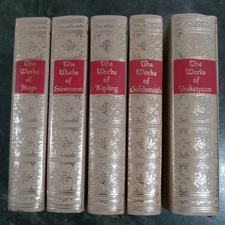 The
Works
of
Hugo
The
Works
of
Stevenson
The
Works
of
Kipling
The
Works
of
Goldsmith
The
Works
of
Shakespeare